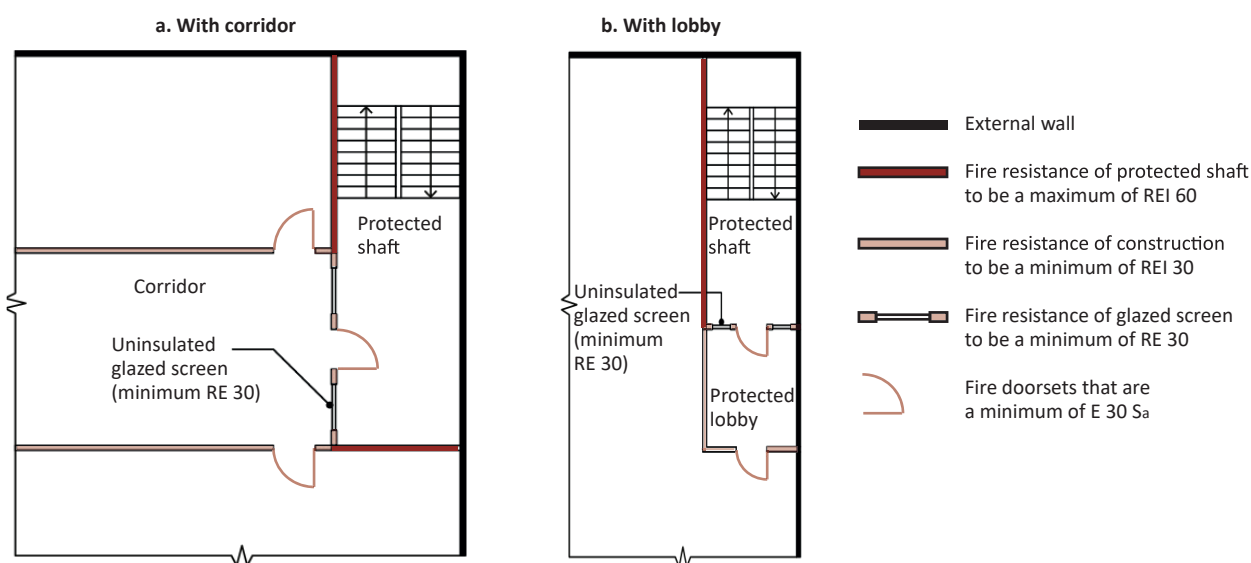 a. With corridor
Protected
shaft
Corridor
Uninsulated
glazed screen
(minimum RE 30)
b. With lobby
Protected
shaft
Uninsulated
glazed screen
(minimum
RE 30)
Protected
lobby
External wall
Fire resistance of protected shaft
to be a maximum of REI 60
Fire resistance of construction
to be a minimum of REI 30
Fire resistance of glazed screen
to be a minimum of RE 30
Fire doorsets that are
a minimum of E 30 Sa